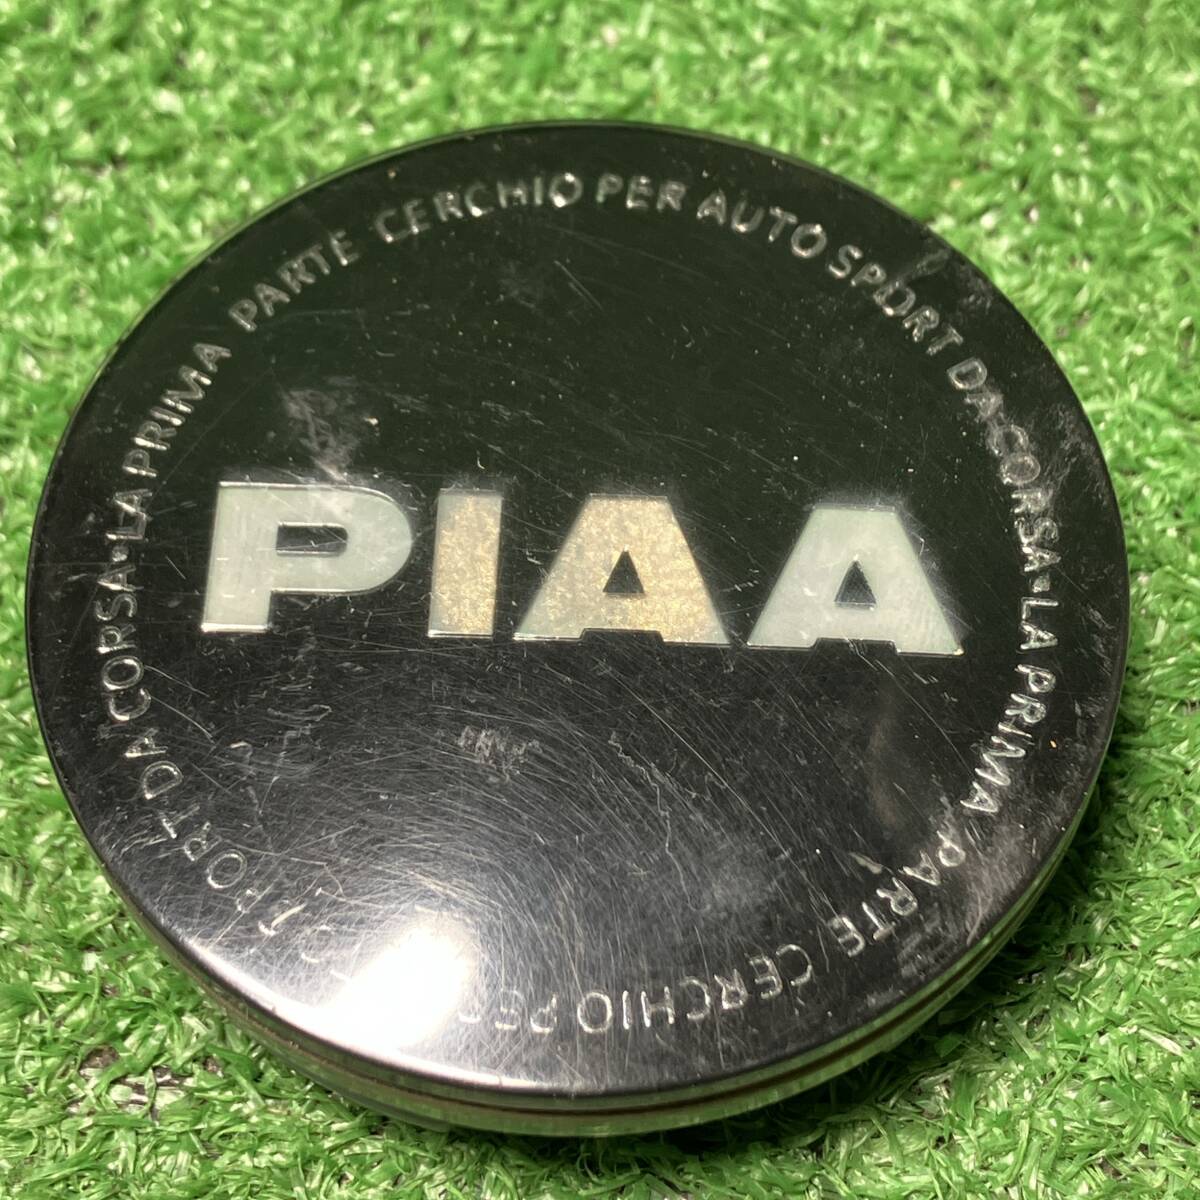 PIAA
LA PRIMA PARTE CERCHIO PER AUTO SPORT DA CORSA•LA PRIMA PARTE CERCHIO PER PORT DA CORSA•